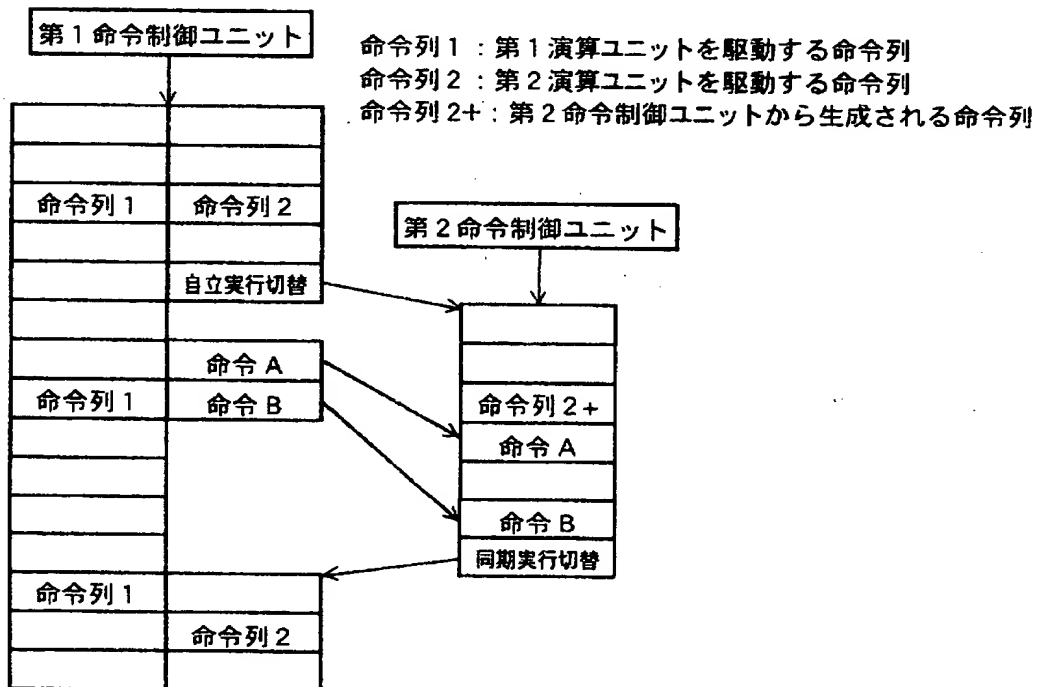 第1命令制御ユニット
命令列1:第1演算ユニットを駆動する命令列
命令列2:第2演算ユニットを駆動する命令列
命令列2+:第2命令制御ユニットから生成される命令列
命令列1 命令列2
第2命令制御ユニット
自立実行切替
命令A
命令列1 命令B
命令列2+
命令A
命令B
同期実行切替
命令列1
命令列2